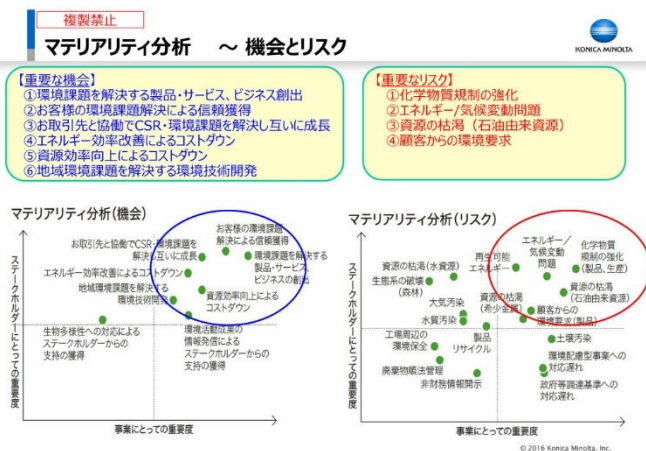 複製禁止
マテリアリティ分析 ~ 機会とリスク
KONICA MINOLTA
【重要な機会】
①環境課題を解決する製品・サービス、ビジネス創出
②お客様の環境課題解決による信頼獲得
③お取引先と協働でCSR・環境課題を解決し互いに成長
④エネルギー効率改善によるコストダウン
⑤資源効率向上によるコストダウン
⑥地域環境課題を解決する環境技術開発
【重要なリスク】
①化学物質規制の強化
②エネルギー/気候変動問題
③資源の枯渇(石油由来資源)
④顧客からの環境要求
マテリアリティ分析(機会)
ステークホルダーにとっての重要度
お客様の環境課題
解決による信頼獲得
お取引先と協働でCSR・環境課題を
解決し互いに成長
環境課題を解決する
製品・サービス、
ビジネスの創出
エネルギー効率改善によるコストダウン
地域環境課題を解決する
環境技術開発
資源効率向上による
コストダウン
生物多様性への対応による
ステークホルダーからの
支持の獲得
環境活動成果の
情報発信による
ステークホルダーからの
支持の獲得
事業にとっての重要度
マテリアリティ分析(リスク)
ステークホルダーにとっての重要度
エネルギー/
気候変動
問題
化学物質
規制の強化
(製品、生産)
再生可能
エネルギー
資源の枯渇(水資源)
生態系の破壊
(森林)
資源の枯渇
(石油由来資源)
大気汚染
資源の枯渇
(希少金属)
顧客からの
環境要求(製品)
水質汚染
工場周辺の
環境保全
製品
リサイクル
土壌汚染
環境配慮型事業への
対応遅れ
廃棄物順法管理
非財務情報開示
政府等調達基準への
対応遅れ
事業にとっての重要度
© 2016 Konica Minolta, Inc.